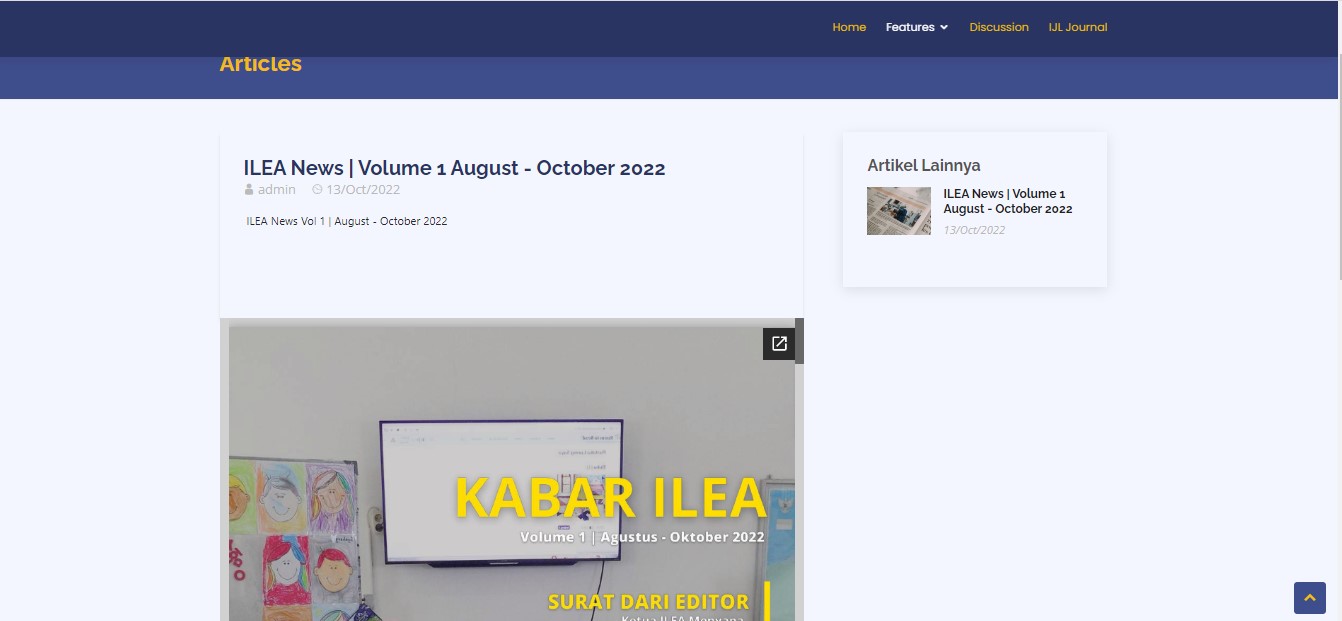 Home Features Discussion IJL Journal
Articles
ILEA News | Volume 1 August - October 2022
admin 13/Oct/2022
ILEA News Vol 1 | August - October 2022
KABAR ILEA
Volume 1 | Agustus - Oktober 2022
SURAT DARI EDITOR
Ketua ILEA Menyapa
Artikel Lainnya
ILEA News | Volume 1
August - October 2022
13/Oct/2022